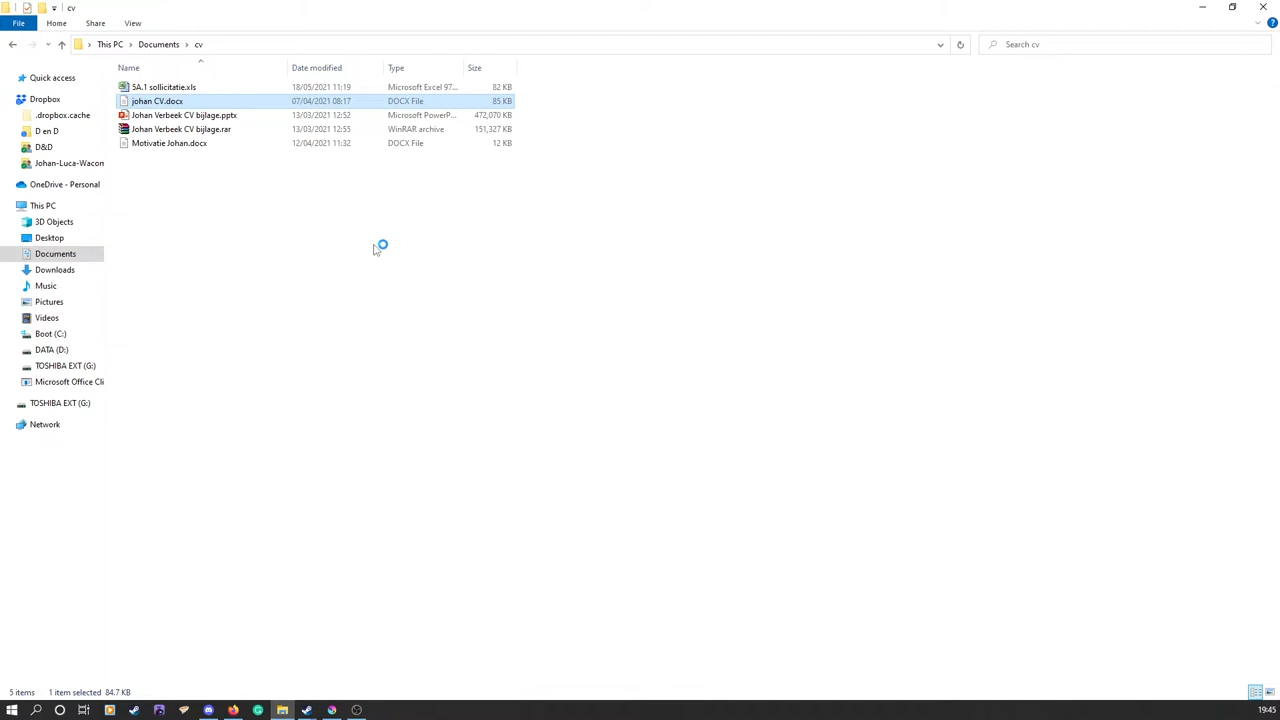 cv
File Home Share View
This PC Documents cv Search cv
Name Date modified Type Size
5A.1 sollicitatie.xls 18/05/2021 11:19 Microsoft Excel 97... 82 KB
johan CV.docx 07/04/2021 08:17 DOCX File 85 KB
Johan Verbeek CV bijlage.pptx 13/03/2021 12:52 Microsoft PowerP... 472,070 KB
Johan Verbeek CV bijlage.rar 13/03/2021 12:55 WinRAR archive 151,327 KB
Motivatie Johan.docx 12/04/2021 11:32 DOCX File 12 KB
Quick access
Dropbox
.dropbox.cache
D en D
D&D
Johan-Luca-Wacom
OneDrive - Personal
This PC
3D Objects
Desktop
Documents
Downloads
Music
Pictures
Videos
Boot (C:)
DATA (D:)
TOSHIBA EXT (G:)
Microsoft Office Cli
TOSHIBA EXT (G:)
Network
5 items 1 item selected 84.7 KB
19:45